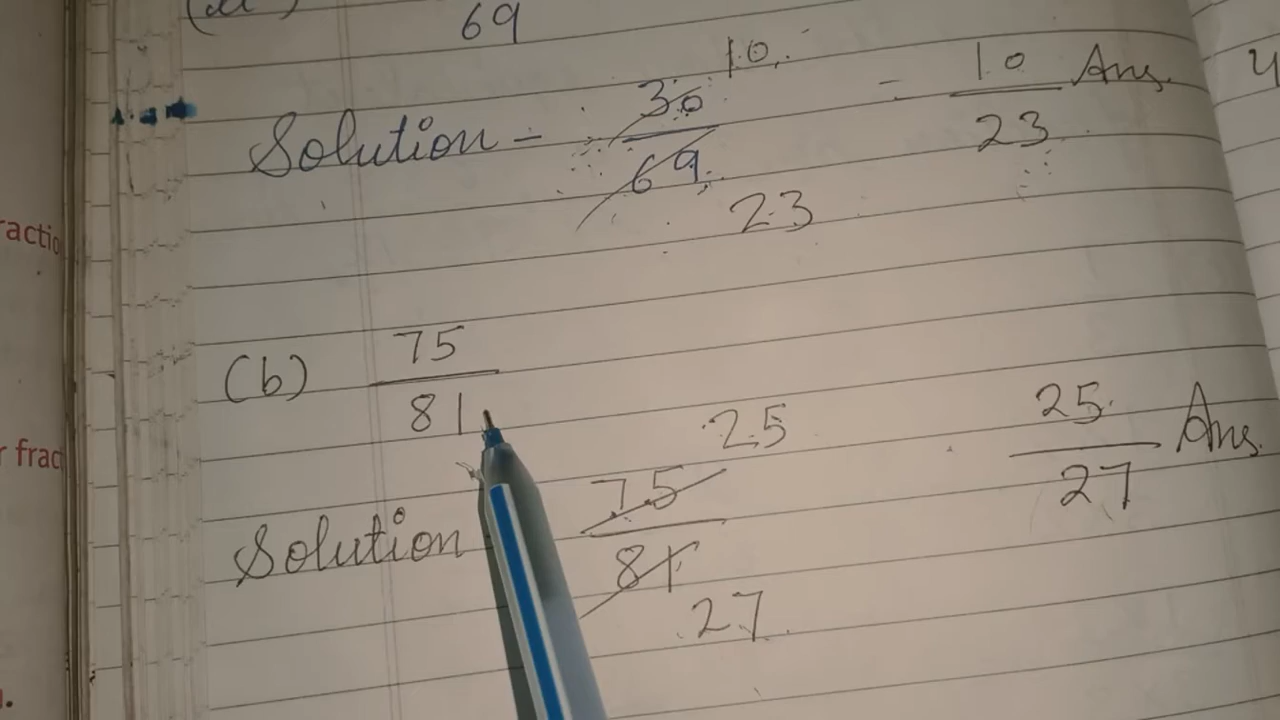 69
10
Solution - 30/69 = 10/23 Ans.
23
(b) 75/81
25
Solution 75/81 25/27 Ans.
27